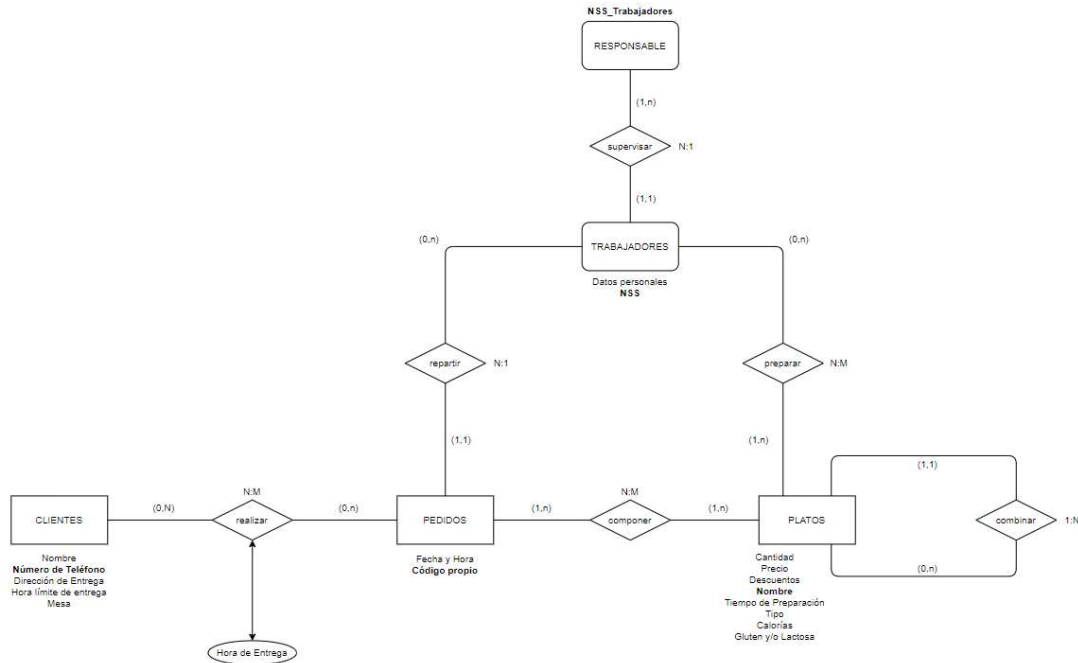 NSS_Trabajadores
RESPONSABLE
(1,n)
supervisar
N:1
(1,1)
TRABAJADORES
Datos personales
NSS
(0,n)
(0,n)
repartir
N:1
preparar
N:M
(1,1)
(1,n)
(1,1)
CLIENTES
(0,N)
N:M
realizar
(0,n)
PEDIDOS
(1,n)
N:M
componer
(1,n)
PLATOS
combinar
1:N
(0,n)
Nombre
Número de Teléfono
Dirección de Entrega
Hora límite de entrega
Mesa
Fecha y Hora
Código propio
Cantidad
Precio
Descuentos
Nombre
Tiempo de Preparación
Tipo
Calorías
Gluten y/o Lactosa
Hora de Entrega